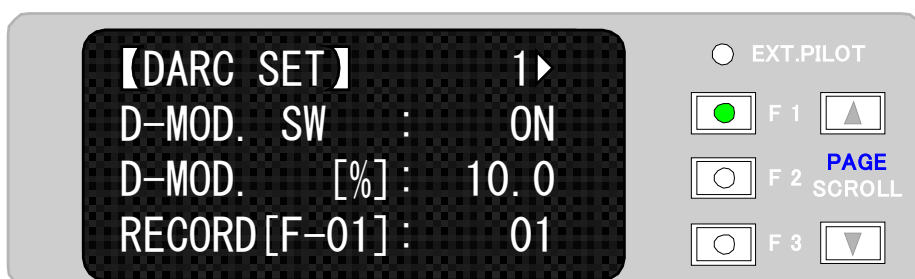 【DARC SET】 1▶
D-MOD. SW : ON
D-MOD. [%]: 10.0
RECORD[F-01]: 01
EXT.PILOT
F 1
F 2
PAGE
SCROLL
F 3